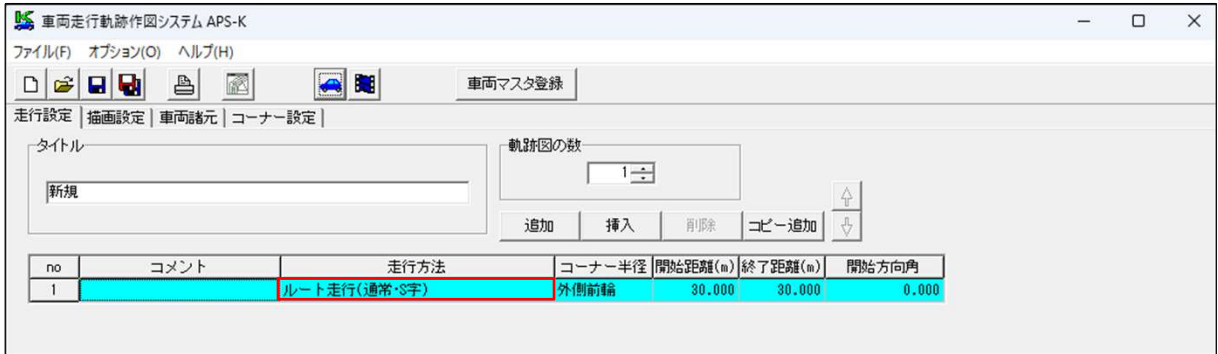 車両走行軌跡作図システム APS-K
ファイル(F) オプション(O) ヘルプ(H)
車両マスタ登録
走行設定 描画設定 車両諸元 コーナー設定
タイトル 軌跡図の数
1
新規
追加 挿入 削除 コピー追加
no コメント 走行方法 コーナー半径 開始距離(m) 終了距離(m) 開始方向角
1 ルート走行(通常・S字) 外側前輪 30.000 30.000 0.000